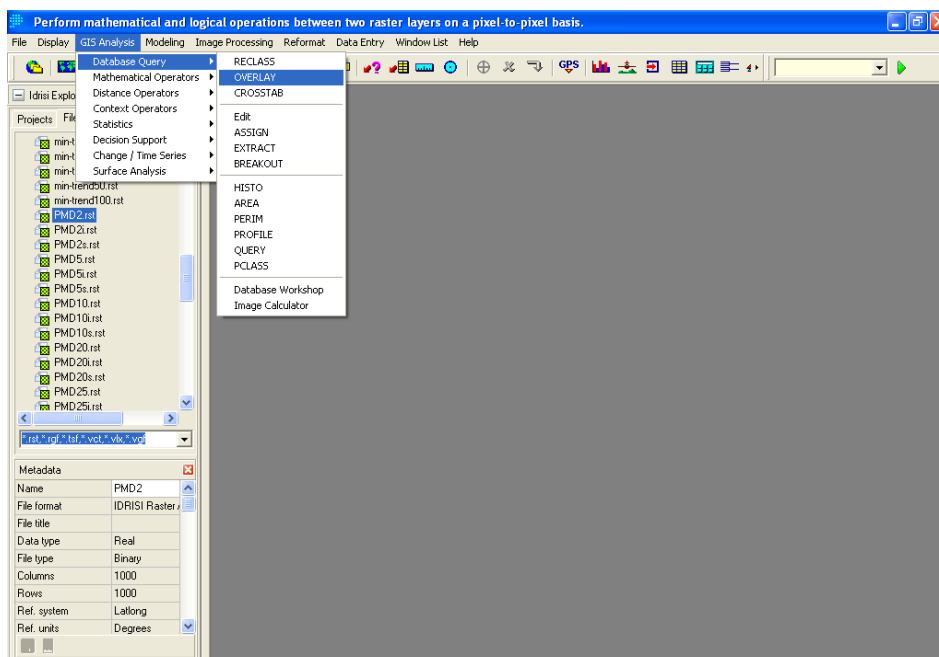 Perform mathematical and logical operations between two raster layers on a pixel-to-pixel basis.
File Display GIS Analysis Modeling Image Processing Reformat Data Entry Window List Help
GPS
Database Query
Mathematical Operators
Distance Operators
Context Operators
Statistics
Decision Support
Change / Time Series
Surface Analysis
RECLASS
OVERLAY
CROSSTAB
Edit
ASSIGN
EXTRACT
BREAKOUT
HISTO
AREA
PERIM
PROFILE
QUERY
PCLASS
Database Workshop
Image Calculator
Idrisi Explo
Projects File
min-t
min-t
min-t
min-trend50.rst
min-trend100.rst
PMD2.rst
PMD2i.rst
PMD2s.rst
PMD5.rst
PMD5i.rst
PMD5s.rst
PMD10.rst
PMD10i.rst
PMD10s.rst
PMD20.rst
PMD20i.rst
PMD20s.rst
PMD25.rst
PMD25i.rst
*.rst,*.rgf,*.tsf,*.vct,*.vlx,*.vgf
Metadata
Name PMD2
File format IDRISI Raster
File title
Data type Real
File type Binary
Columns 1000
Rows 1000
Ref. system Latlong
Ref. units Degrees